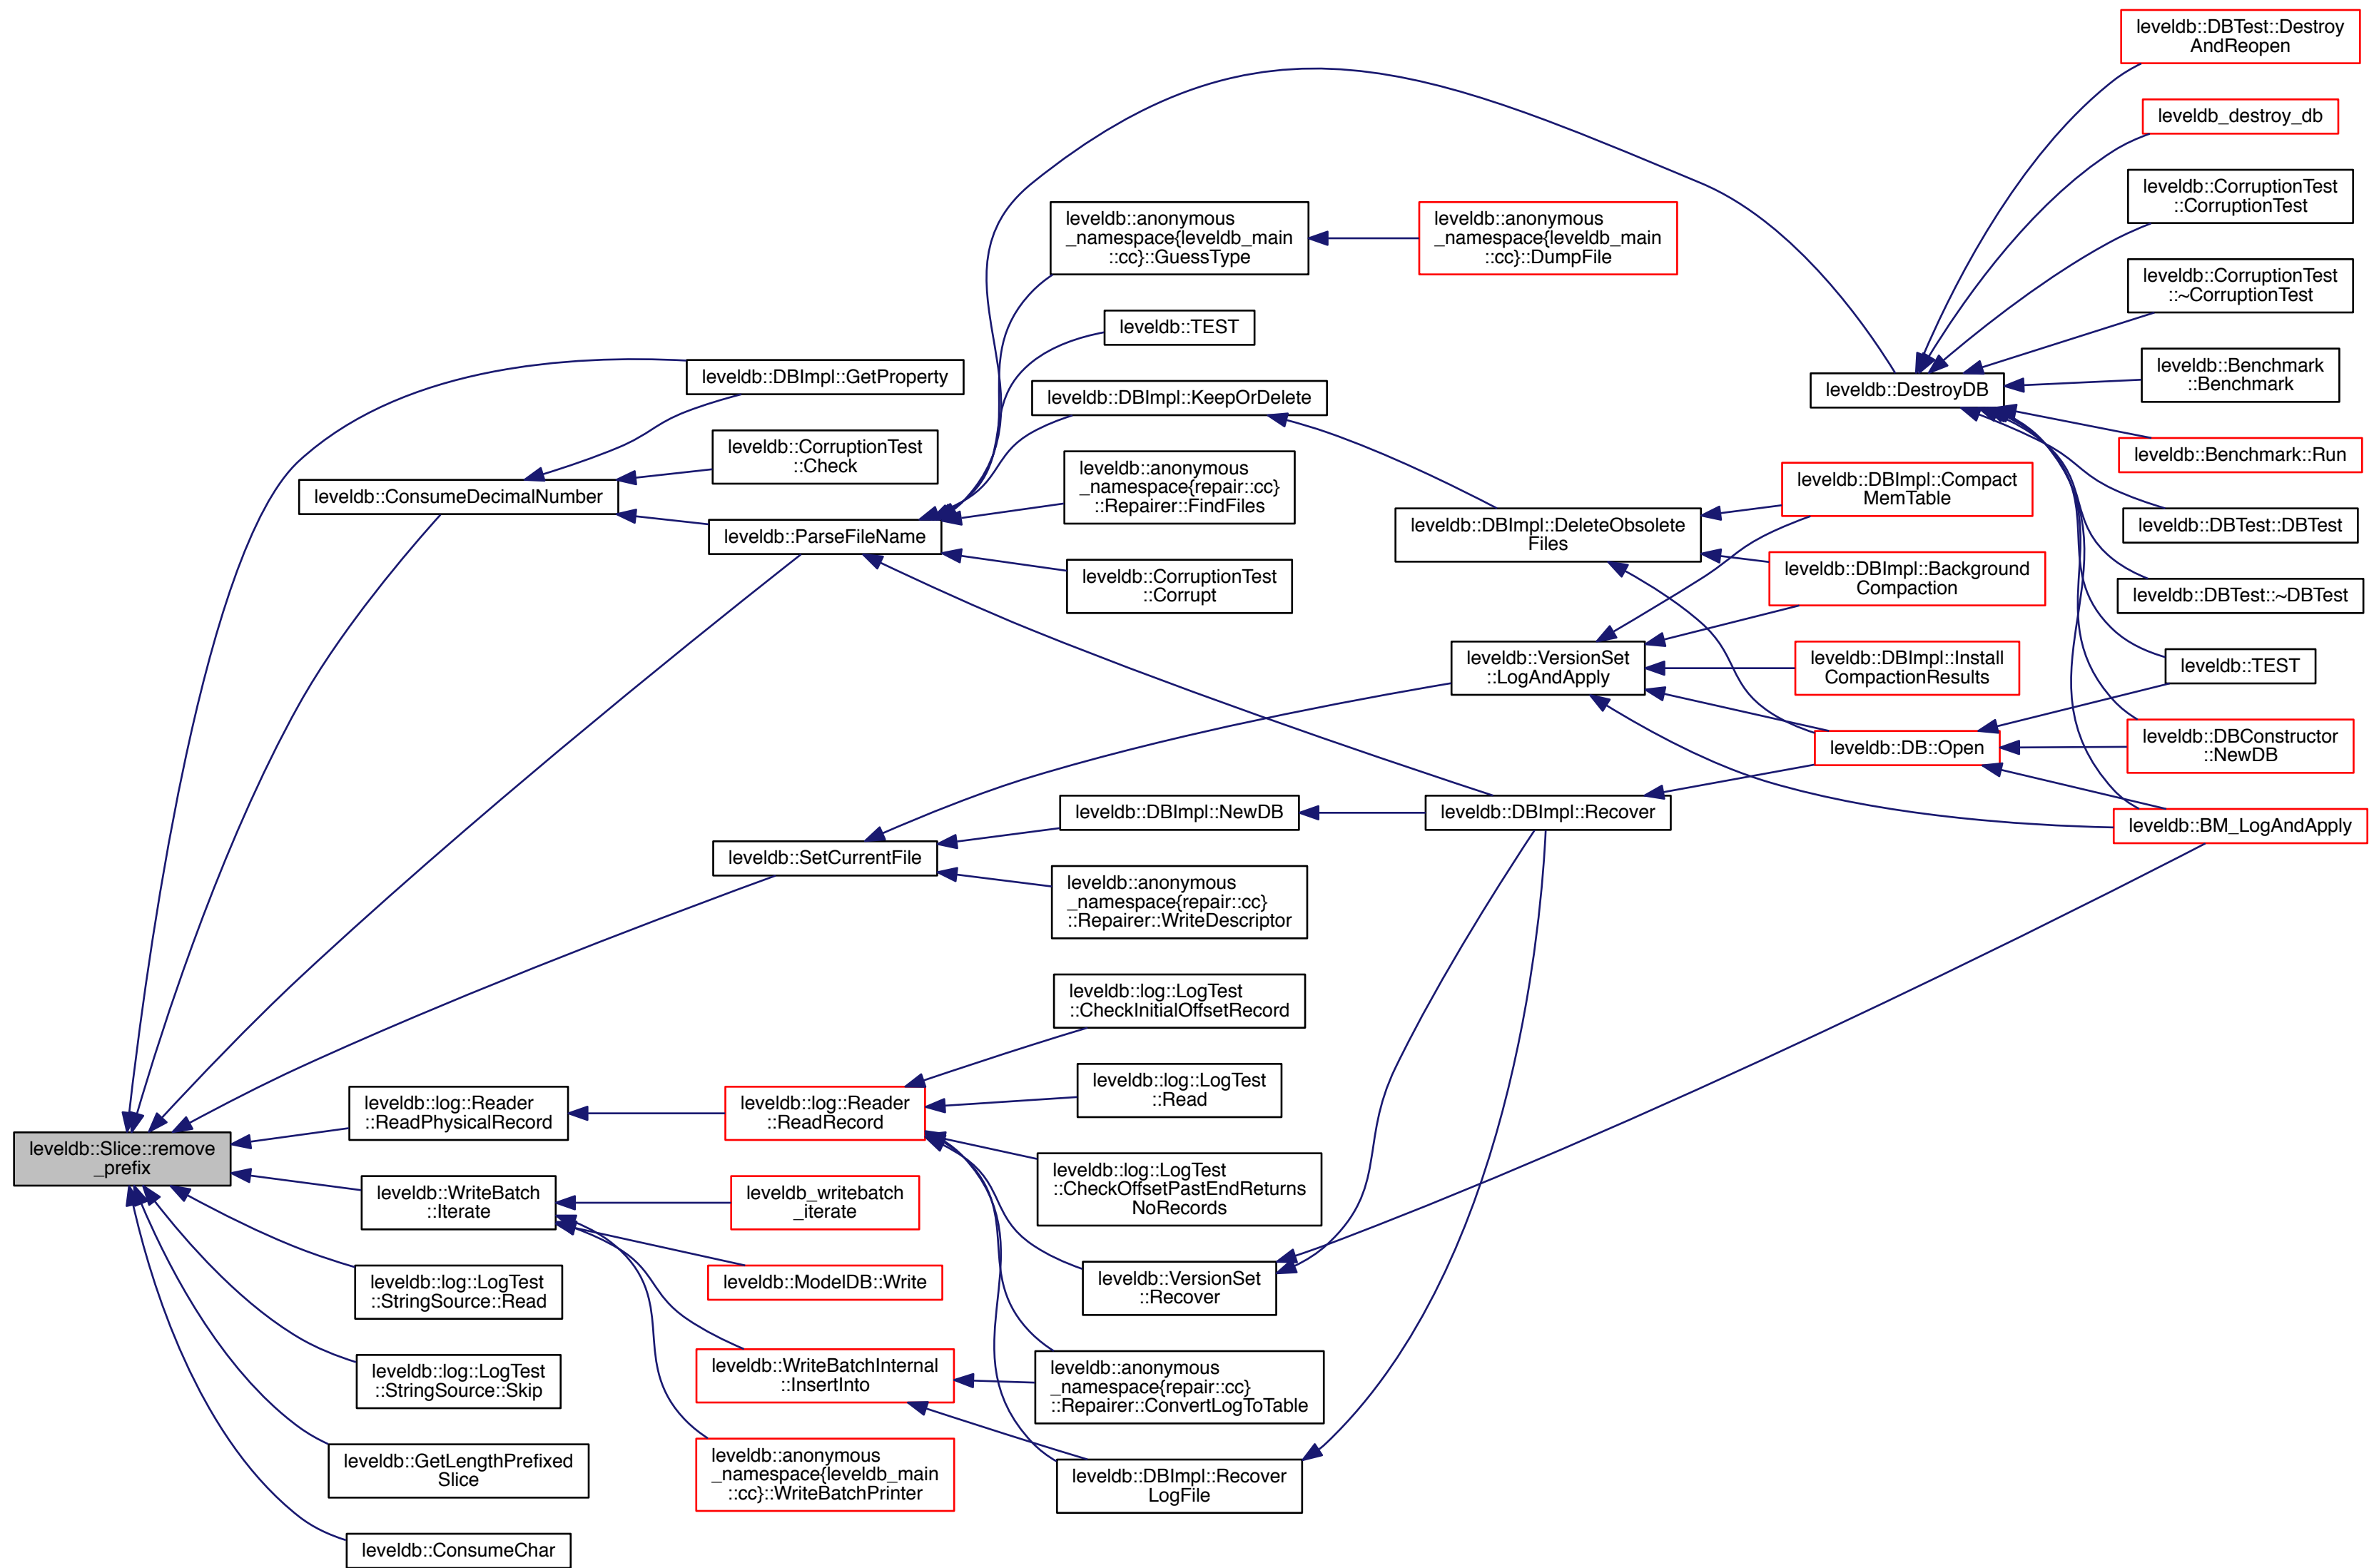 leveldb::DBTest::Destroy
AndReopen
leveldb_destroy_db
leveldb::CorruptionTest
::CorruptionTest
leveldb::CorruptionTest
::~CorruptionTest
leveldb::Benchmark
::Benchmark
leveldb::DestroyDB
leveldb::Benchmark::Run
leveldb::DBTest::DBTest
leveldb::DBTest::~DBTest
leveldb::TEST
leveldb::DBConstructor
::NewDB
leveldb::BM_LogAndApply
leveldb::anonymous
_namespace{leveldb_main
::cc}::GuessType
leveldb::anonymous
_namespace{leveldb_main
::cc}::DumpFile
leveldb::TEST
leveldb::DBImpl::GetProperty
leveldb::DBImpl::KeepOrDelete
leveldb::CorruptionTest
::Check
leveldb::ConsumeDecimalNumber
leveldb::anonymous
_namespace{repair::cc}
::Repairer::FindFiles
leveldb::ParseFileName
leveldb::CorruptionTest
::Corrupt
leveldb::DBImpl::DeleteObsolete
Files
leveldb::DBImpl::Compact
MemTable
leveldb::DBImpl::Background
Compaction
leveldb::VersionSet
::LogAndApply
leveldb::DBImpl::Install
CompactionResults
leveldb::DB::Open
leveldb::DBImpl::NewDB
leveldb::DBImpl::Recover
leveldb::SetCurrentFile
leveldb::anonymous
_namespace{repair::cc}
::Repairer::WriteDescriptor
leveldb::log::LogTest
::CheckInitialOffsetRecord
leveldb::log::LogTest
::Read
leveldb::log::Reader
::ReadPhysicalRecord
leveldb::log::Reader
::ReadRecord
leveldb::Slice::remove
_prefix
leveldb::log::LogTest
::CheckOffsetPastEndReturns
NoRecords
leveldb::WriteBatch
::Iterate
leveldb_writebatch
_iterate
leveldb::log::LogTest
::StringSource::Read
leveldb::ModelDB::Write
leveldb::VersionSet
::Recover
leveldb::log::LogTest
::StringSource::Skip
leveldb::WriteBatchInternal
::InsertInto
leveldb::anonymous
_namespace{repair::cc}
::Repairer::ConvertLogToTable
leveldb::GetLengthPrefixed
Slice
leveldb::anonymous
_namespace{leveldb_main
::cc}::WriteBatchPrinter
leveldb::DBImpl::Recover
LogFile
leveldb::ConsumeChar